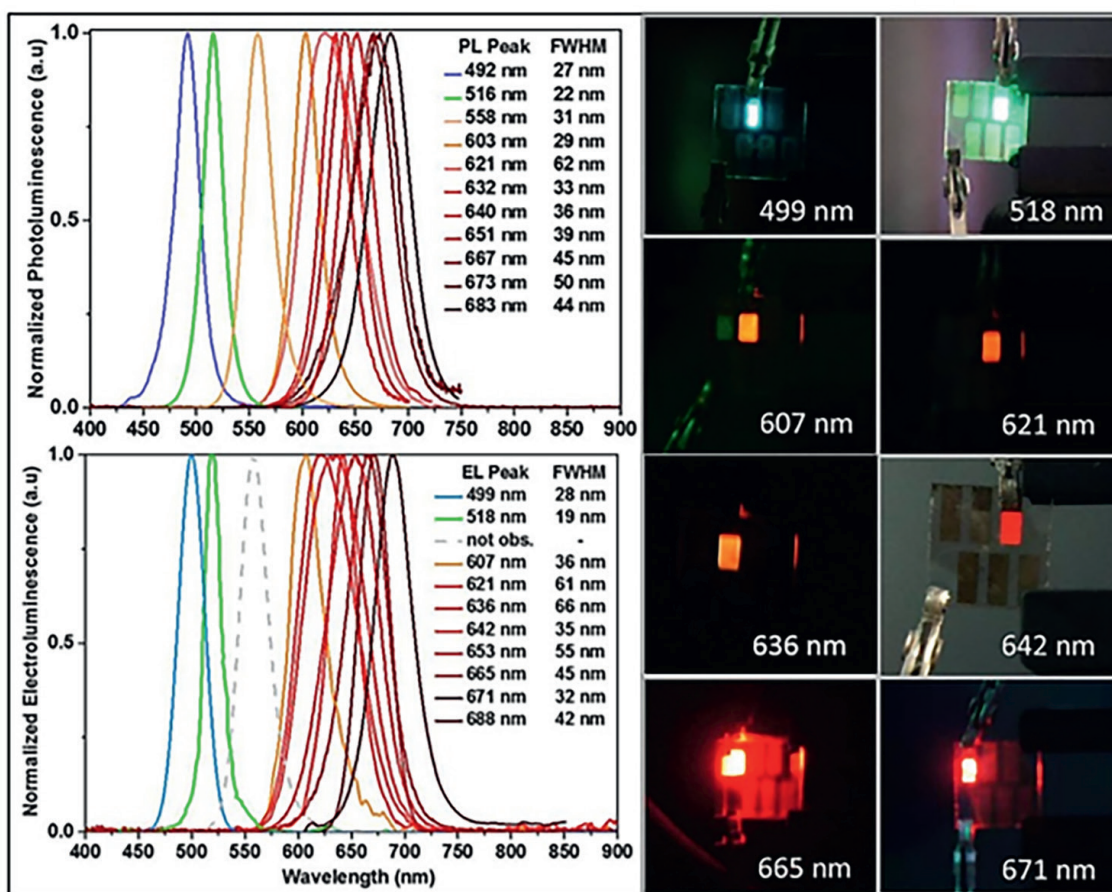 Normalized Photoluminescence (a.u)
1.0
0.5
0.0
400 450 500 550 600 650 700 750 800 850 900
PL Peak FWHM
492 nm 27 nm
516 nm 22 nm
558 nm 31 nm
603 nm 29 nm
621 nm 62 nm
632 nm 33 nm
640 nm 36 nm
651 nm 39 nm
667 nm 45 nm
673 nm 50 nm
683 nm 44 nm
Normalized Electroluminescence (a.u)
1.0
0.5
0.0
400 450 500 550 600 650 700 750 800 850 900
Wavelength (nm)
EL Peak FWHM
499 nm 28 nm
518 nm 19 nm
not obs. -
607 nm 36 nm
621 nm 61 nm
636 nm 66 nm
642 nm 35 nm
653 nm 55 nm
665 nm 45 nm
671 nm 32 nm
688 nm 42 nm
499 nm
518 nm
607 nm
621 nm
636 nm
642 nm
665 nm
671 nm